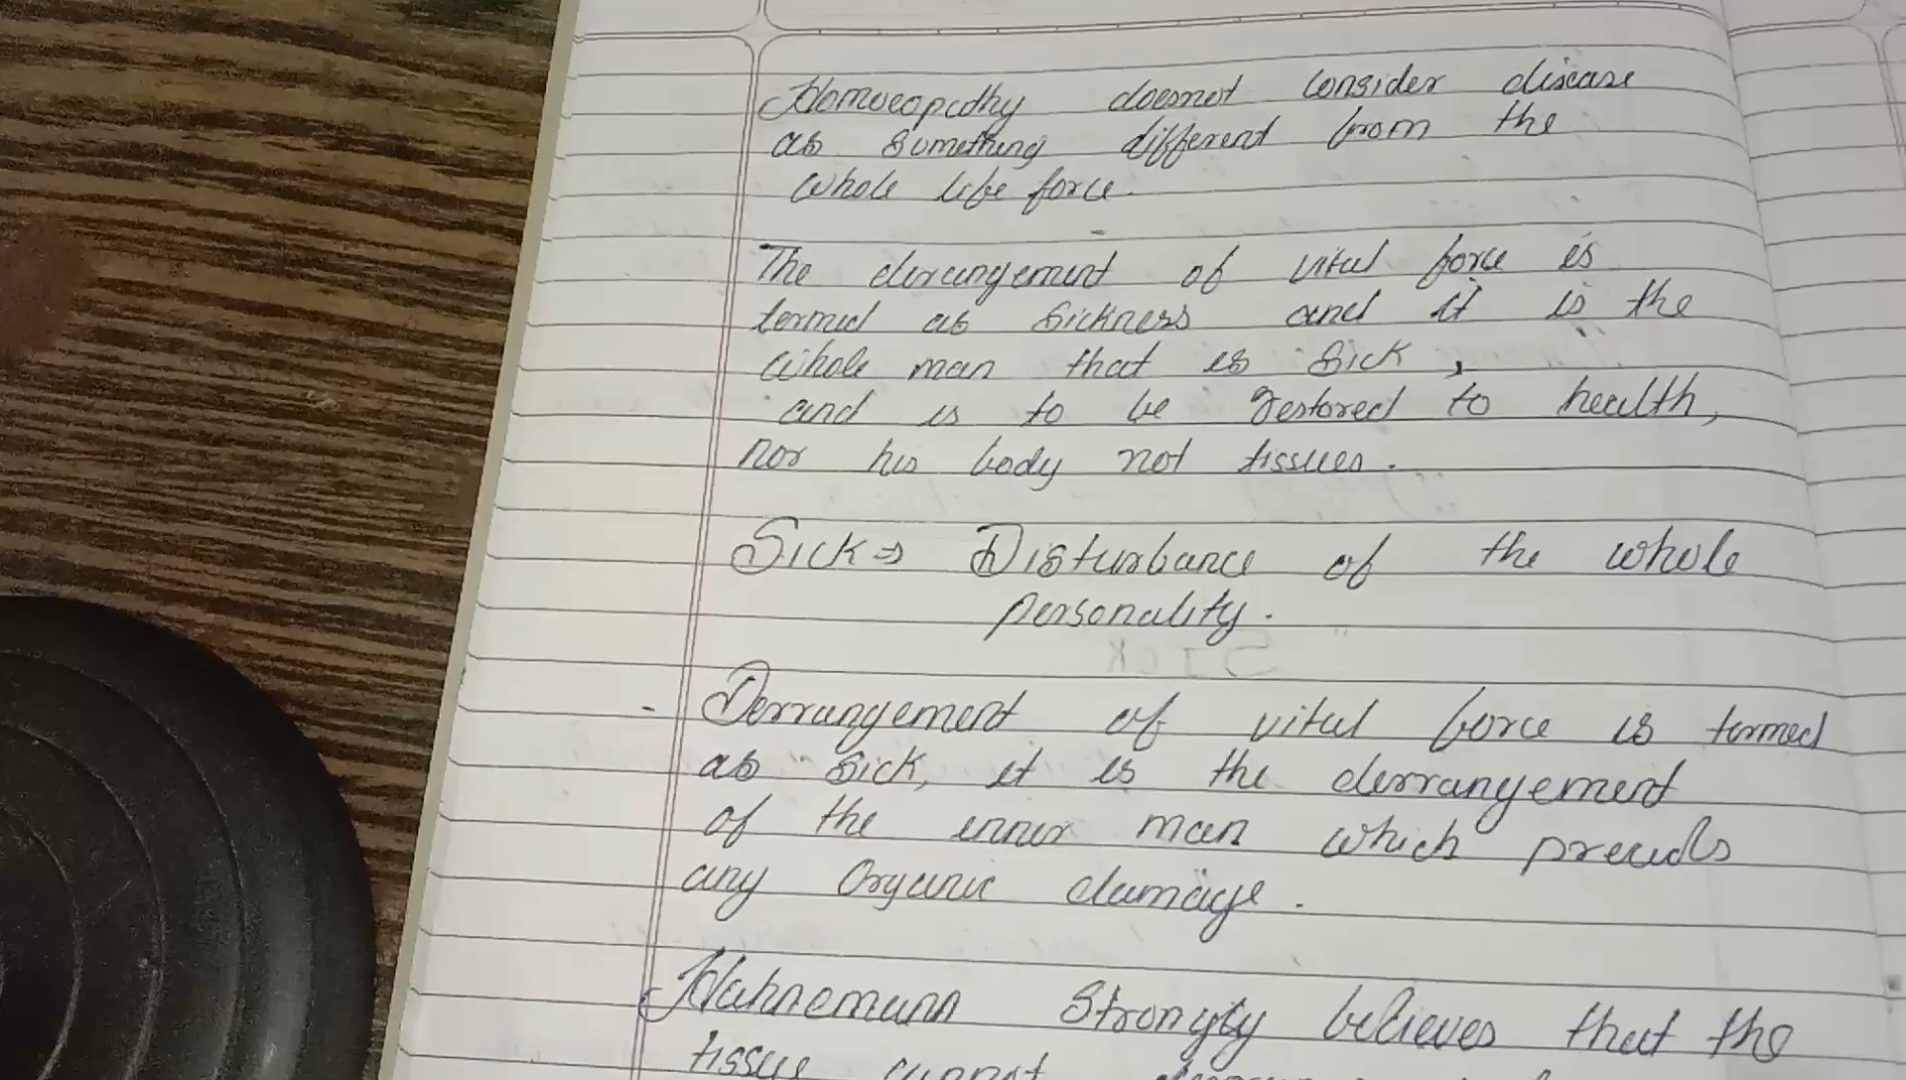 Homoeopathy doesnot consider disease
as something different from the
whole life force.
The derangement of vital force is
termed as sickness and it is the
whole man that is sick,
and is to be restored to health,
nor his body not tissues.
Sick ⇒ Disturbance of the whole
personality.
- Derrangement of vital force is termed
as sick, it is the derrangement
of the inner man which preceds
any Organic damage.
Hahnemann Strongly believes that the
tissue cannot